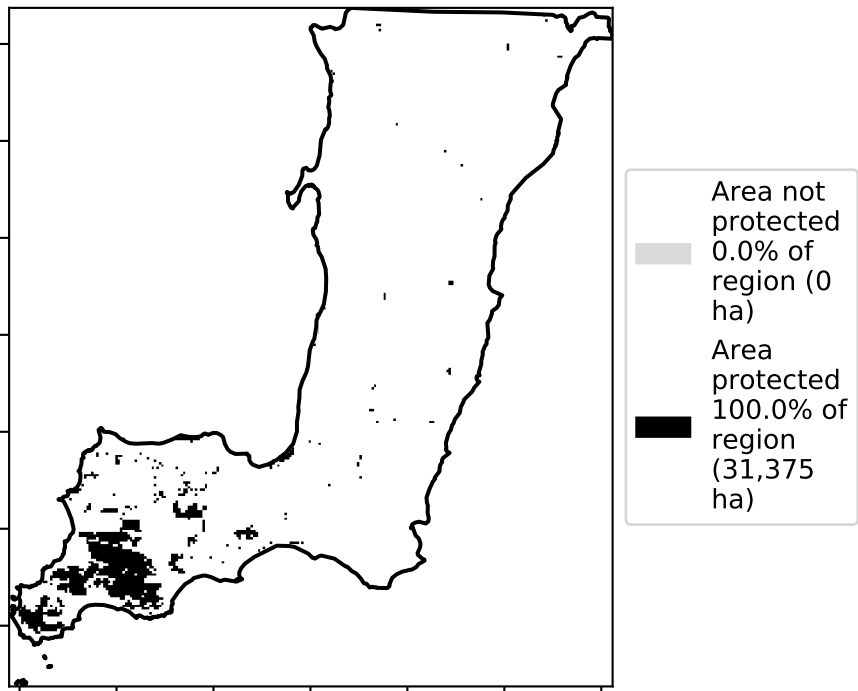 Area not
protected
0.0% of
region (0
ha)
Area
protected
100.0% of
region
(31,375
ha)